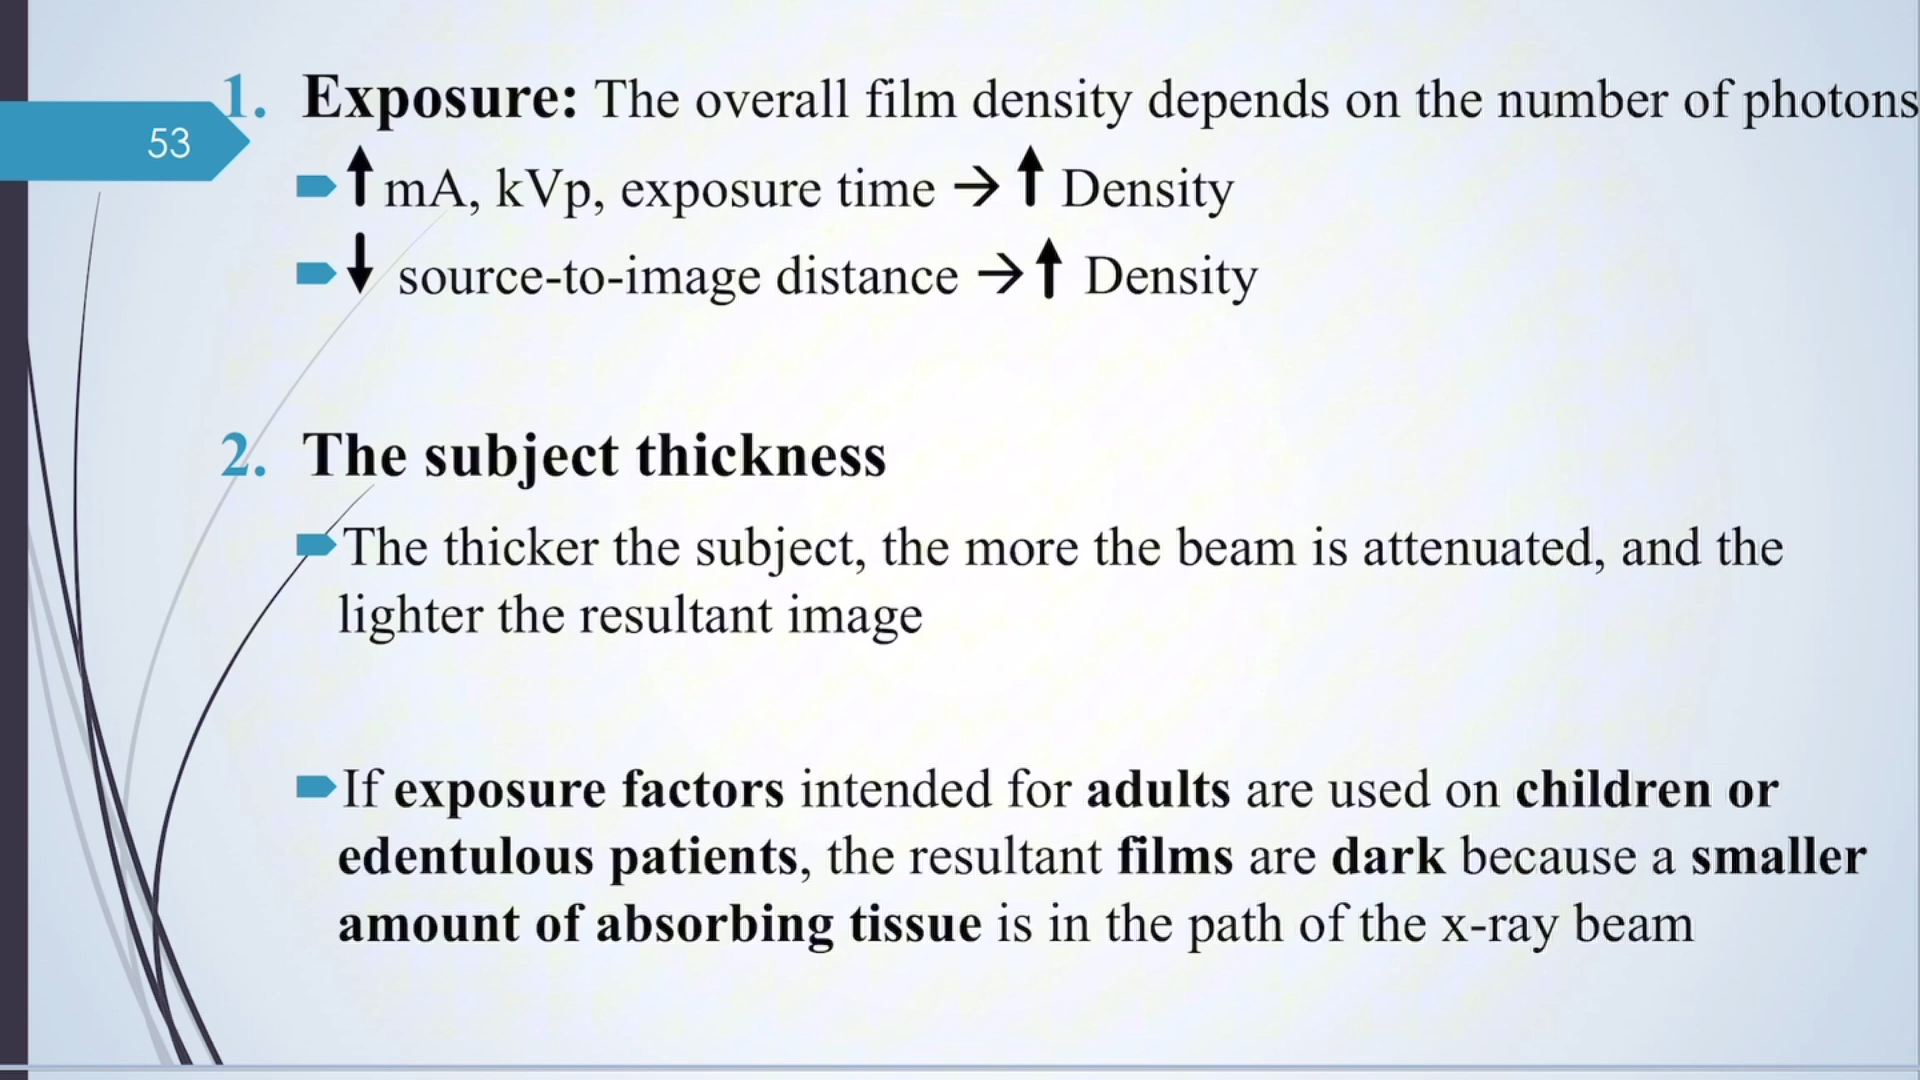 1. Exposure: The overall film density depends on the number of photons
53
↑ mA, kVp, exposure time → ↑ Density
↓ source-to-image distance → ↑ Density
2. The subject thickness
The thicker the subject, the more the beam is attenuated, and the
lighter the resultant image
If exposure factors intended for adults are used on children or
edentulous patients, the resultant films are dark because a smaller
amount of absorbing tissue is in the path of the x-ray beam